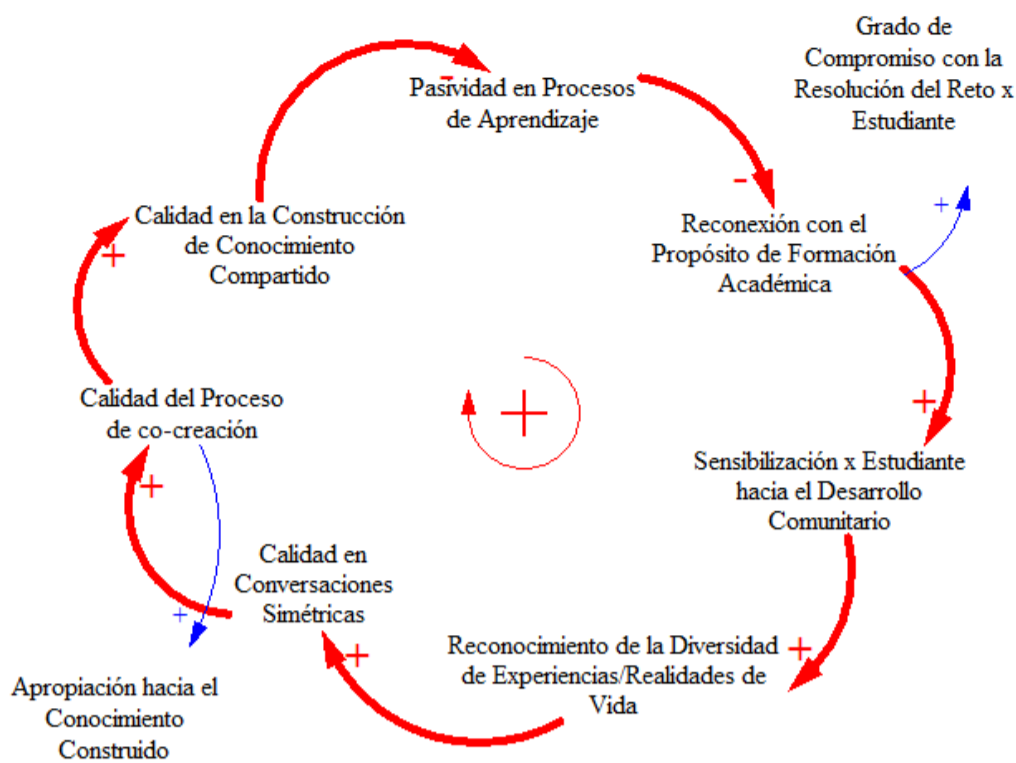 Grado de
Compromiso con la
Resolución del Reto x
Estudiante
Pasividad en Procesos
de Aprendizaje
-
-
+
Calidad en la Construcción
de Conocimiento
Compartido
+
Reconexión con el
Propósito de Formación
Académica
+
Calidad del Proceso
de co-creación
+
+
Sensibilización x Estudiante
hacia el Desarrollo
Comunitario
Calidad en
Conversaciones
Simétricas
+
+
Reconocimiento de la Diversidad
de Experiencias/Realidades de
Vida
+
+
Apropiación hacia el
Conocimiento
Construido